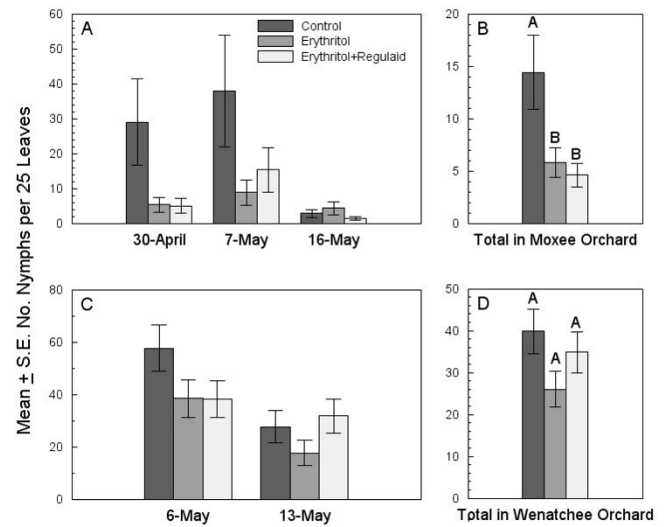 Mean ± S.E. No. Nymphs per 25 Leaves
A
Control
Erythritol
Erythritol+Regulaid
60
50
40
30
20
10
0
30-April 7-May 16-May
B
20
15
10
5
0
A
B
B
Total in Moxee Orchard
C
80
60
40
20
0
6-May 13-May
D
50
40
30
20
10
0
A
A
A
Total in Wenatchee Orchard